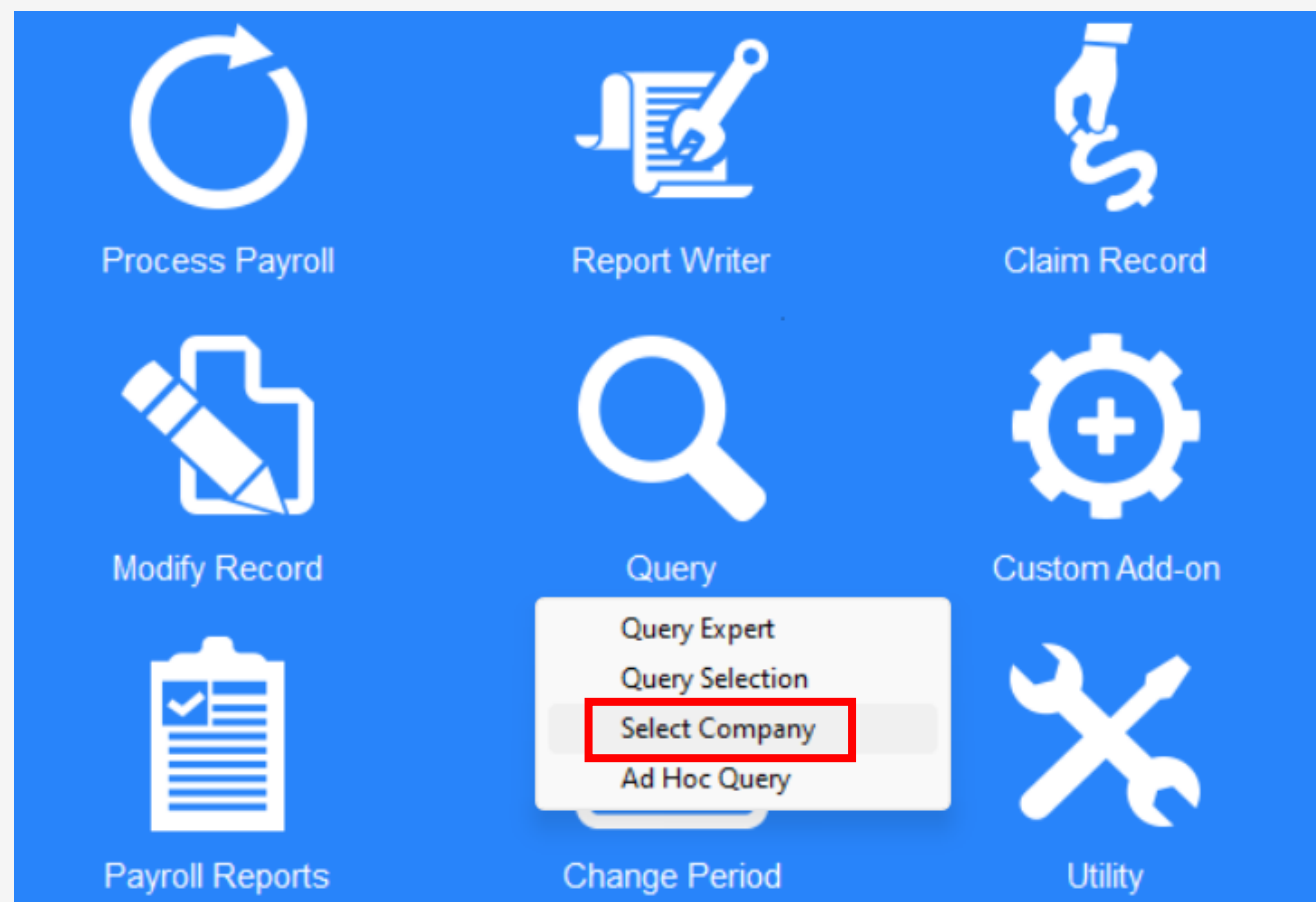 Process Payroll
Report Writer
Claim Record
Modify Record
Query
Custom Add-on
Query Expert
Query Selection
Select Company
Ad Hoc Query
Payroll Reports
Change Period
Utility